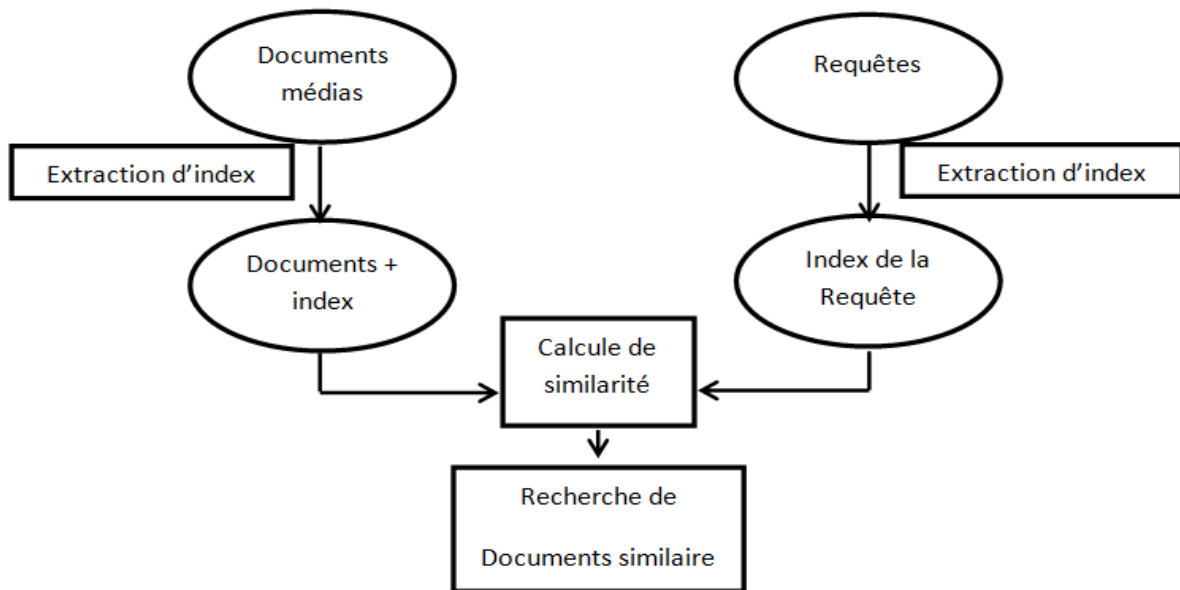 Documents
médias
Requêtes
Extraction d'index
Extraction d'index
Documents +
index
Index de la
Requête
Calcule de
similarité
Recherche de
Documents similaire